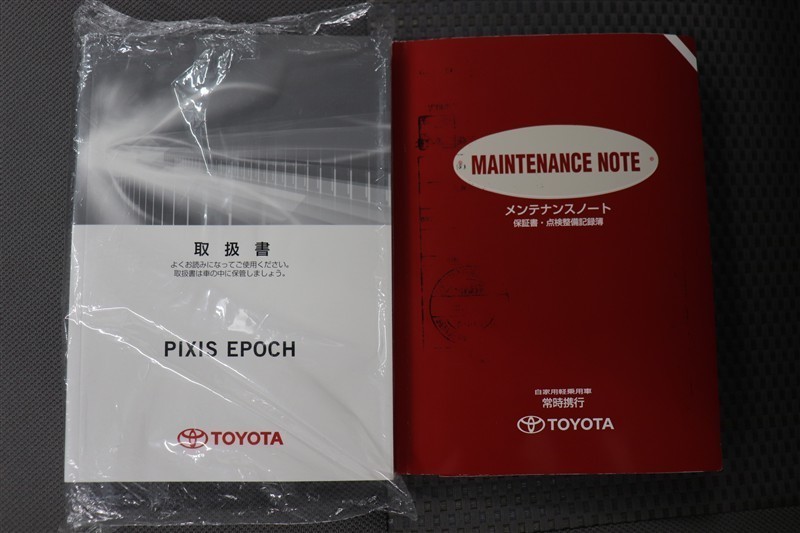 取扱書
よくお読みになってご使用ください。
取扱書は車の中に保管しましょう。
PIXIS EPOCH
TOYOTA
MAINTENANCE NOTE
メンテナンスノート
保証書・点検整備記録簿
自家用軽乗用車
常時携行
TOYOTA